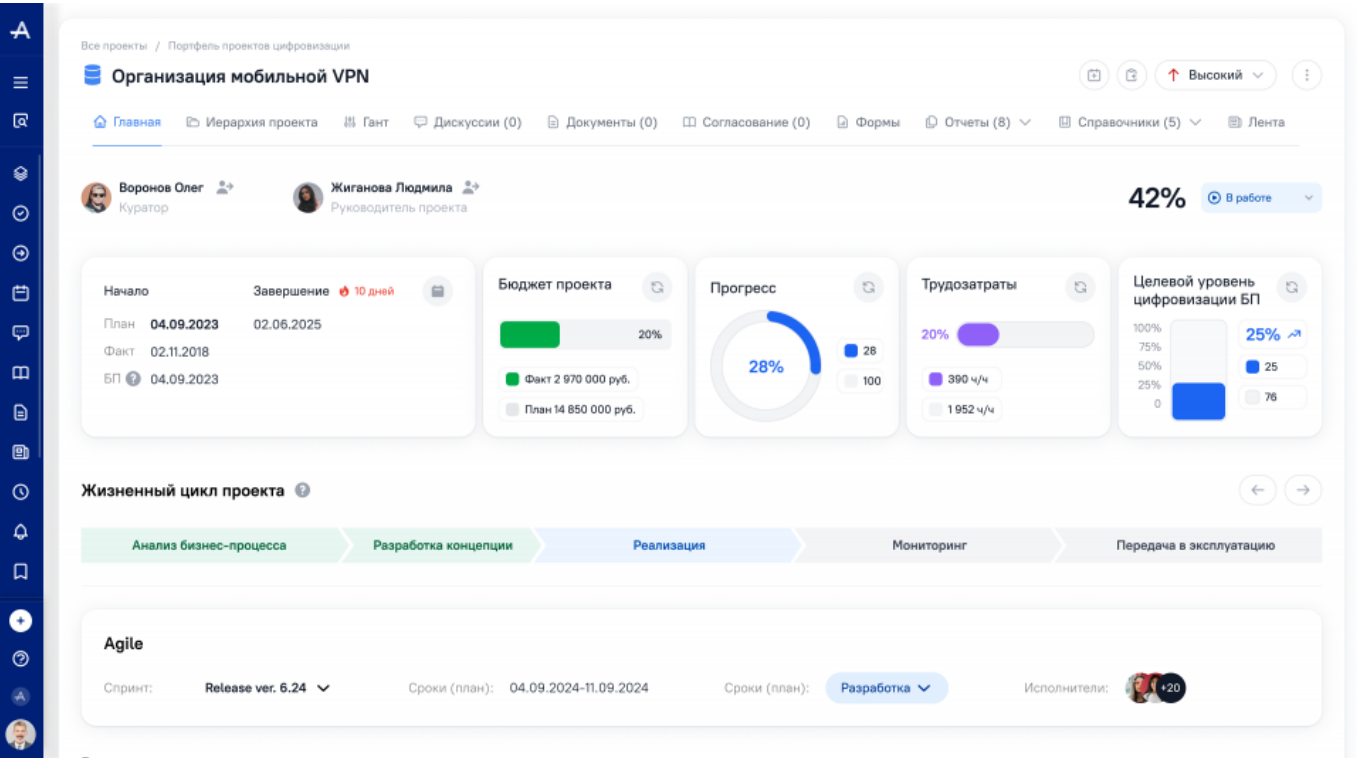 Все проекты / Портфель проектов цифровизации
Организация мобильной VPN
Высокий
Главная Иерархия проекта Гант Дискуссии (0) Документы (0) Согласование (0) Формы Отчеты (8) Справочники (5) Лента
Воронов Олег
Куратор
Жиганова Людмила
Руководитель проекта
42% В работе
Начало Завершение 10 дней
План 04.09.2023 02.06.2025
Факт 02.11.2018
БП 04.09.2023
Бюджет проекта
20%
Факт 2 970 000 руб.
План 14 850 000 руб.
Прогресс
28%
28
100
Трудозатраты
20%
390 ч/ч
1 952 ч/ч
Целевой уровень
цифровизации БП
100%
75%
50%
25%
0
25%
25
76
Жизненный цикл проекта
Анализ бизнес-процесса Разработка концепции Реализация Мониторинг Передача в эксплуатацию
Agile
Спринт: Release ver. 6.24 Сроки (план): 04.09.2024-11.09.2024 Сроки (план): Разработка Исполнители: +20